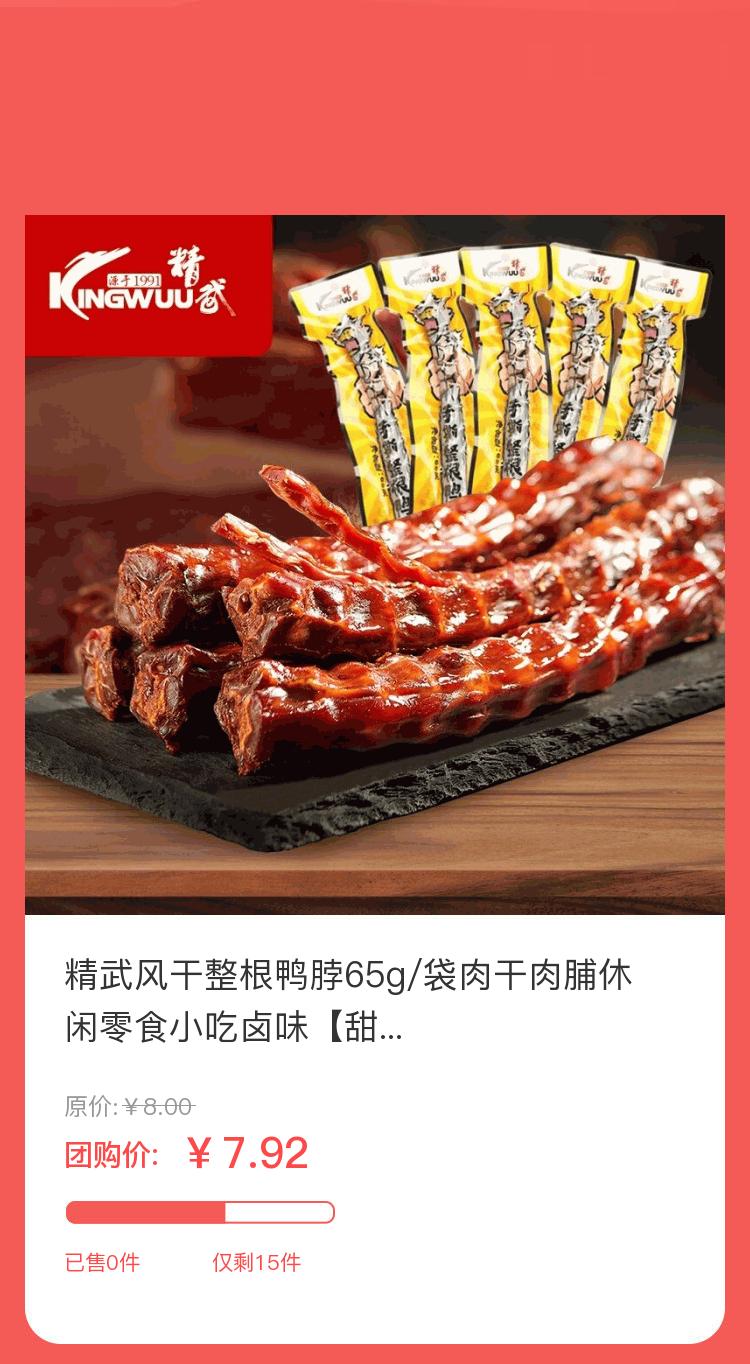 源于1991
精武
KINGWUU
精武风干整根鸭脖65g/袋肉干肉脯休
闲零食小吃卤味【甜...
原价:￥8.00
团购价: ￥7.92
已售0件 仅剩15件